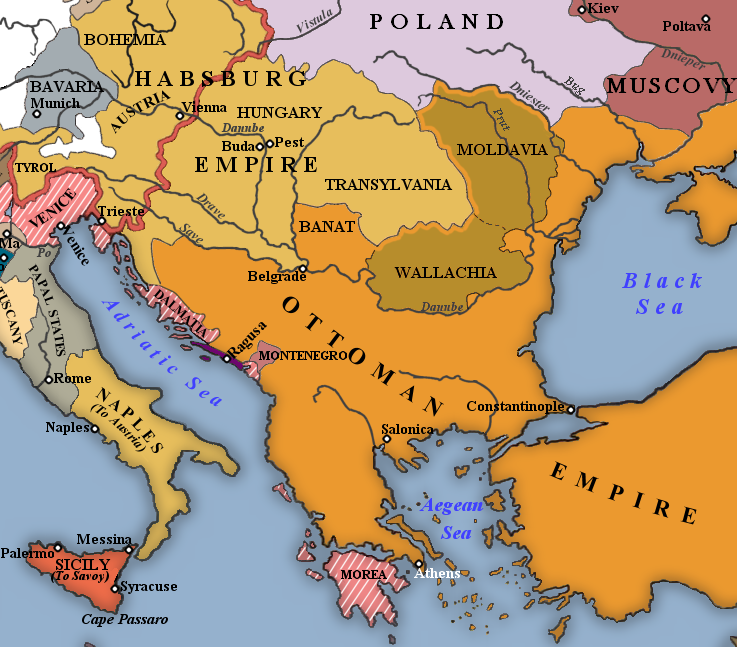 Kiev
POLAND
Poltava
Vistula
BOHEMIA
Dnieper
HABSBURG
Bug
MUSCOVY
BAVARIA
Munich
AUSTRIA
Vienna
HUNGARY
Dniester
Danube
Prut
Buda
Pest
MOLDAVIA
EMPIRE
TYROL
TRANSYLVANIA
VENICE
Trieste
Drave
Save
BANAT
Venice
Ma
Po
Belgrade
WALLACHIA
Black
Sea
PAPAL STATES
TUSCANY
Adriatic Sea
DALMATIA
Danube
OTTOMAN
Ragusa
MONTENEGRO
Rome
NAPLES
(To Austria)
Constantinople
Naples
Salonica
EMPIRE
Aegean
Sea
Messina
Palermo
SICILY
(To Savoy)
Syracuse
MOREA
Athens
Cape Passaro